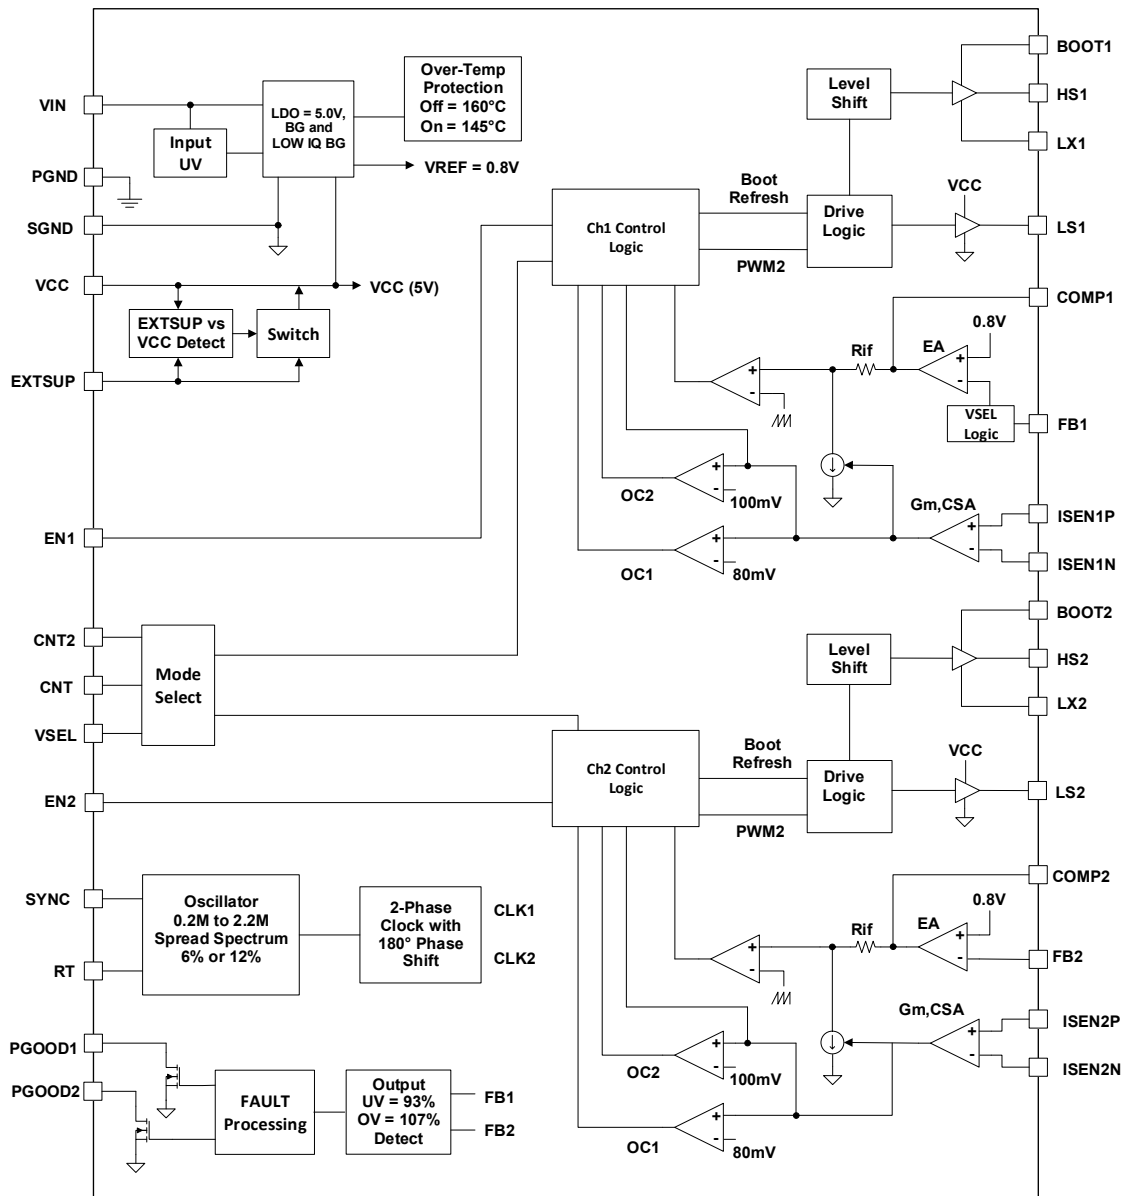 VIN
PGND
SGND
VCC
EXTSUP
EN1
CNT2
CNT
VSEL
EN2
SYNC
RT
PGOOD1
PGOOD2
Input
UV
LDO = 5.0V,
BG and
LOW IQ BG
Over-Temp
Protection
Off = 160°C
On = 145°C
VREF = 0.8V
VCC (5V)
EXTSUP vs
VCC Detect
Switch
Mode
Select
Oscillator
0.2M to 2.2M
Spread Spectrum
6% or 12%
2-Phase
Clock with
180° Phase
Shift
CLK1
CLK2
FAULT
Processing
Output
UV = 93%
OV = 107%
Detect
FB1
FB2
Ch1 Control
Logic
Boot
Refresh
PWM2
Level
Shift
Drive
Logic
VCC
0.8V
EA
Rif
+
-
+
-
VSEL
Logic
OC2
+
-
100mV
Gm,CSA
+
-
OC1
+
-
80mV
BOOT1
HS1
LX1
LS1
COMP1
FB1
ISEN1P
ISEN1N
Ch2 Control
Logic
Boot
Refresh
PWM2
Level
Shift
Drive
Logic
VCC
0.8V
EA
Rif
+
-
+
-
OC2
+
-
100mV
Gm,CSA
+
-
OC1
+
-
80mV
BOOT2
HS2
LX2
LS2
COMP2
FB2
ISEN2P
ISEN2N